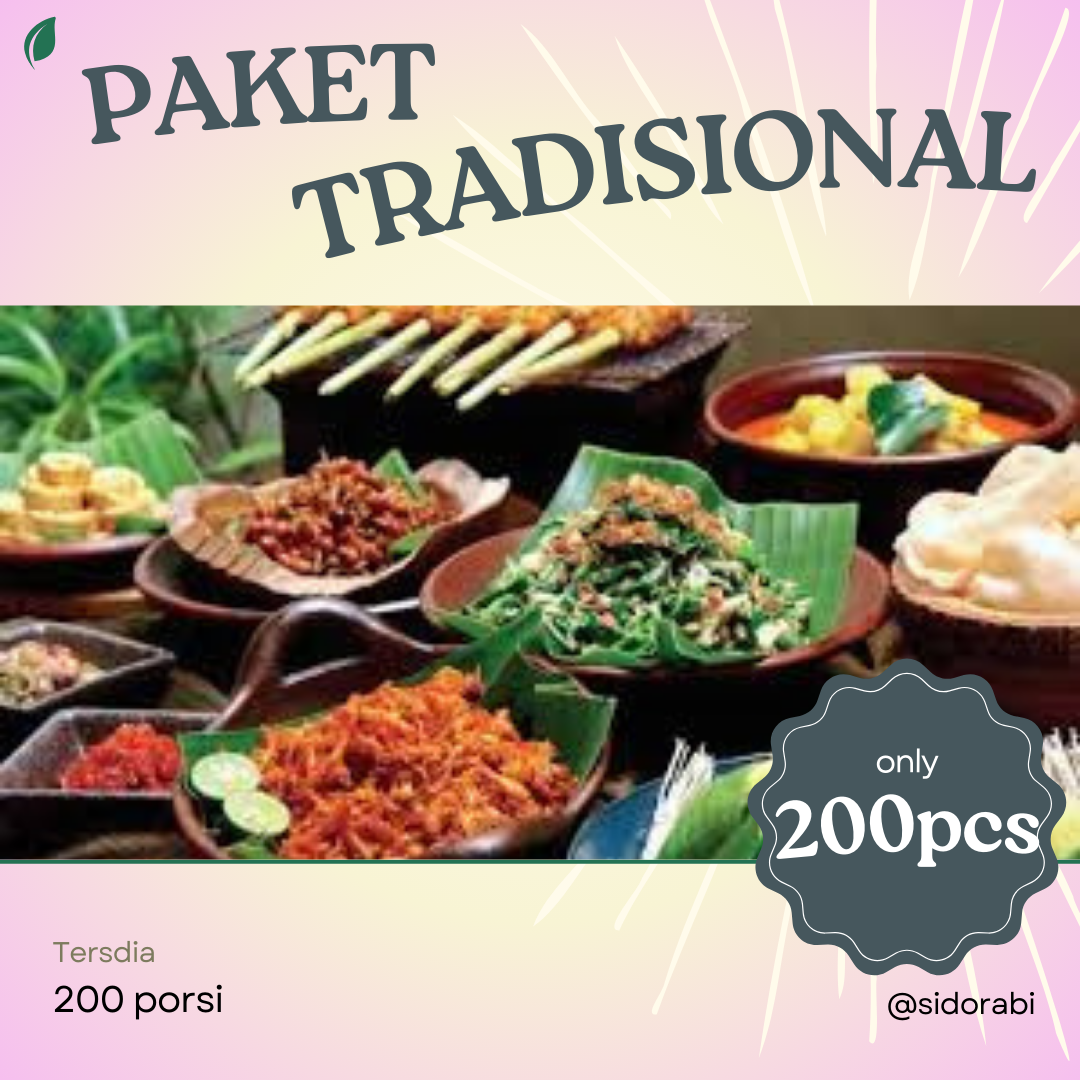 PAKET
TRADISIONAL
only
200pcs
Tersdia
200 porsi
@sidorabi